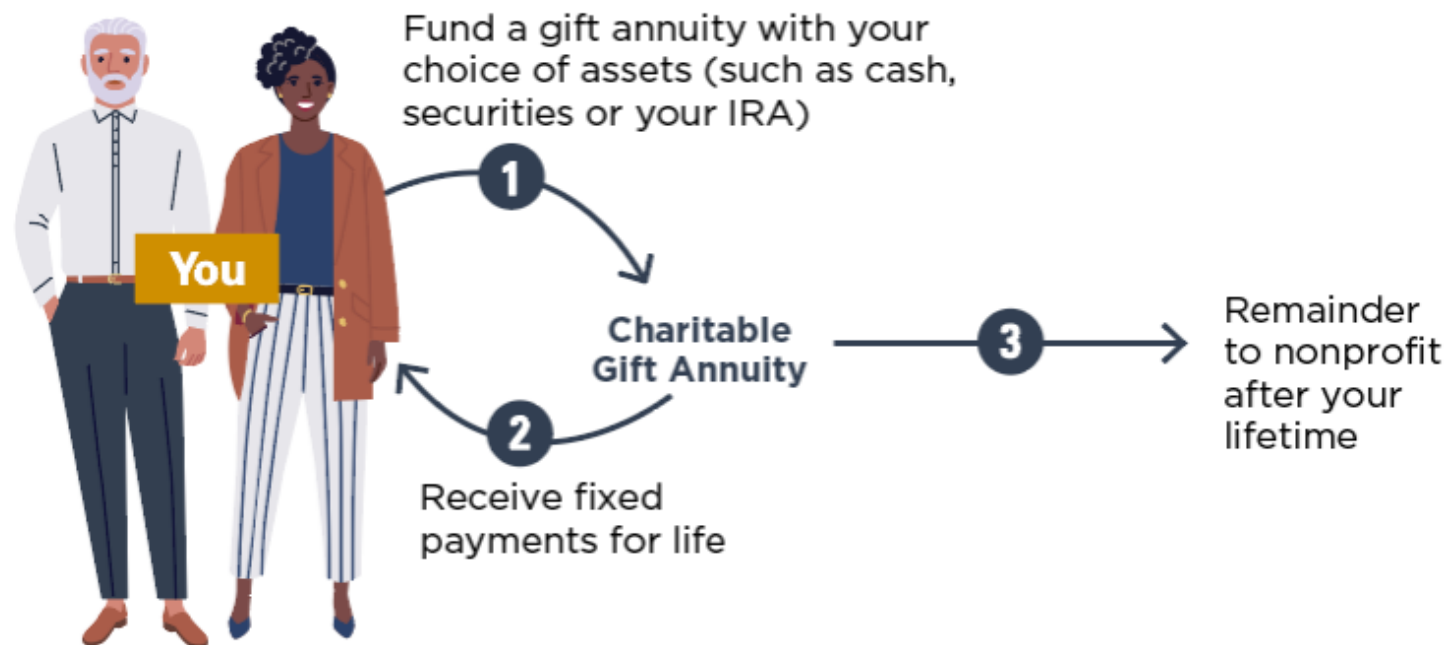 Fund a gift annuity with your
choice of assets (such as cash,
securities or your IRA)
1
You
Charitable
Gift Annuity
2
Receive fixed
payments for life
3
Remainder
to nonprofit
after your
lifetime